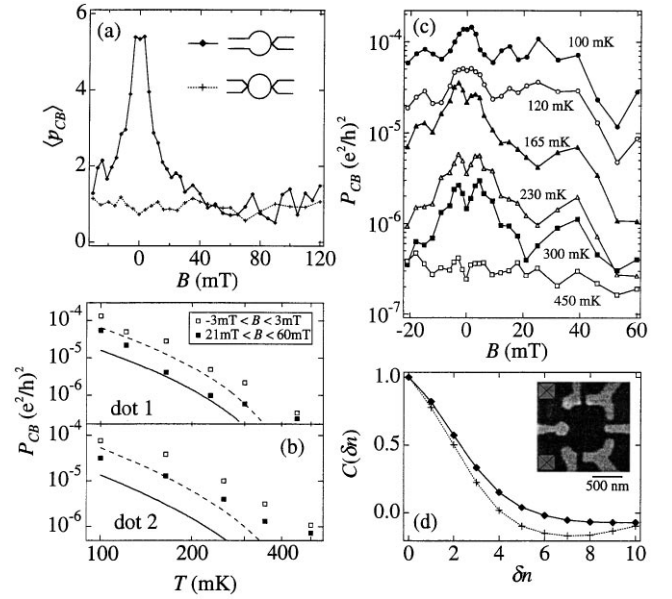 (a)
⟨p_CB⟩
6
4
2
0
0
40
80
120
B (mT)
(c)
P_CB (e²/h)²
10⁻⁴
10⁻⁵
10⁻⁶
10⁻⁷
100 mK
120 mK
165 mK
230 mK
300 mK
450 mK
-20
0
20
40
60
B (mT)
P_CB (e²/h)²
10⁻⁴
10⁻⁵
10⁻⁶
-3mT < B < 3mT
21mT < B < 60mT
dot 1
10⁻⁴
10⁻⁵
10⁻⁶
(b)
dot 2
100
200
400
T (mK)
C(δn)
1.0
0.5
0.0
500 nm
(d)
0
2
4
6
8
10
δn